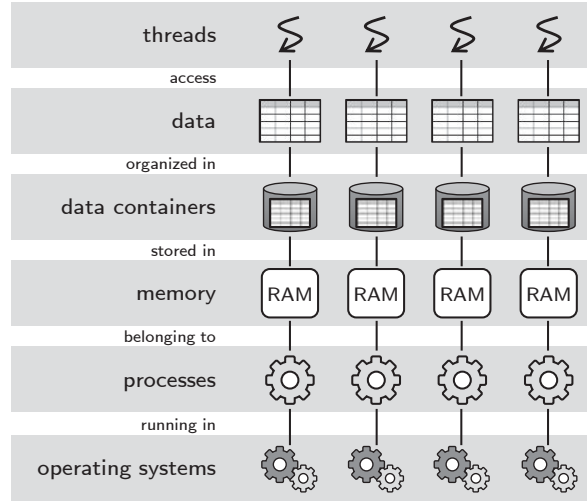 threads
access
data
organized in
data containers
stored in
memory
RAM RAM RAM RAM
belonging to
processes
running in
operating systems